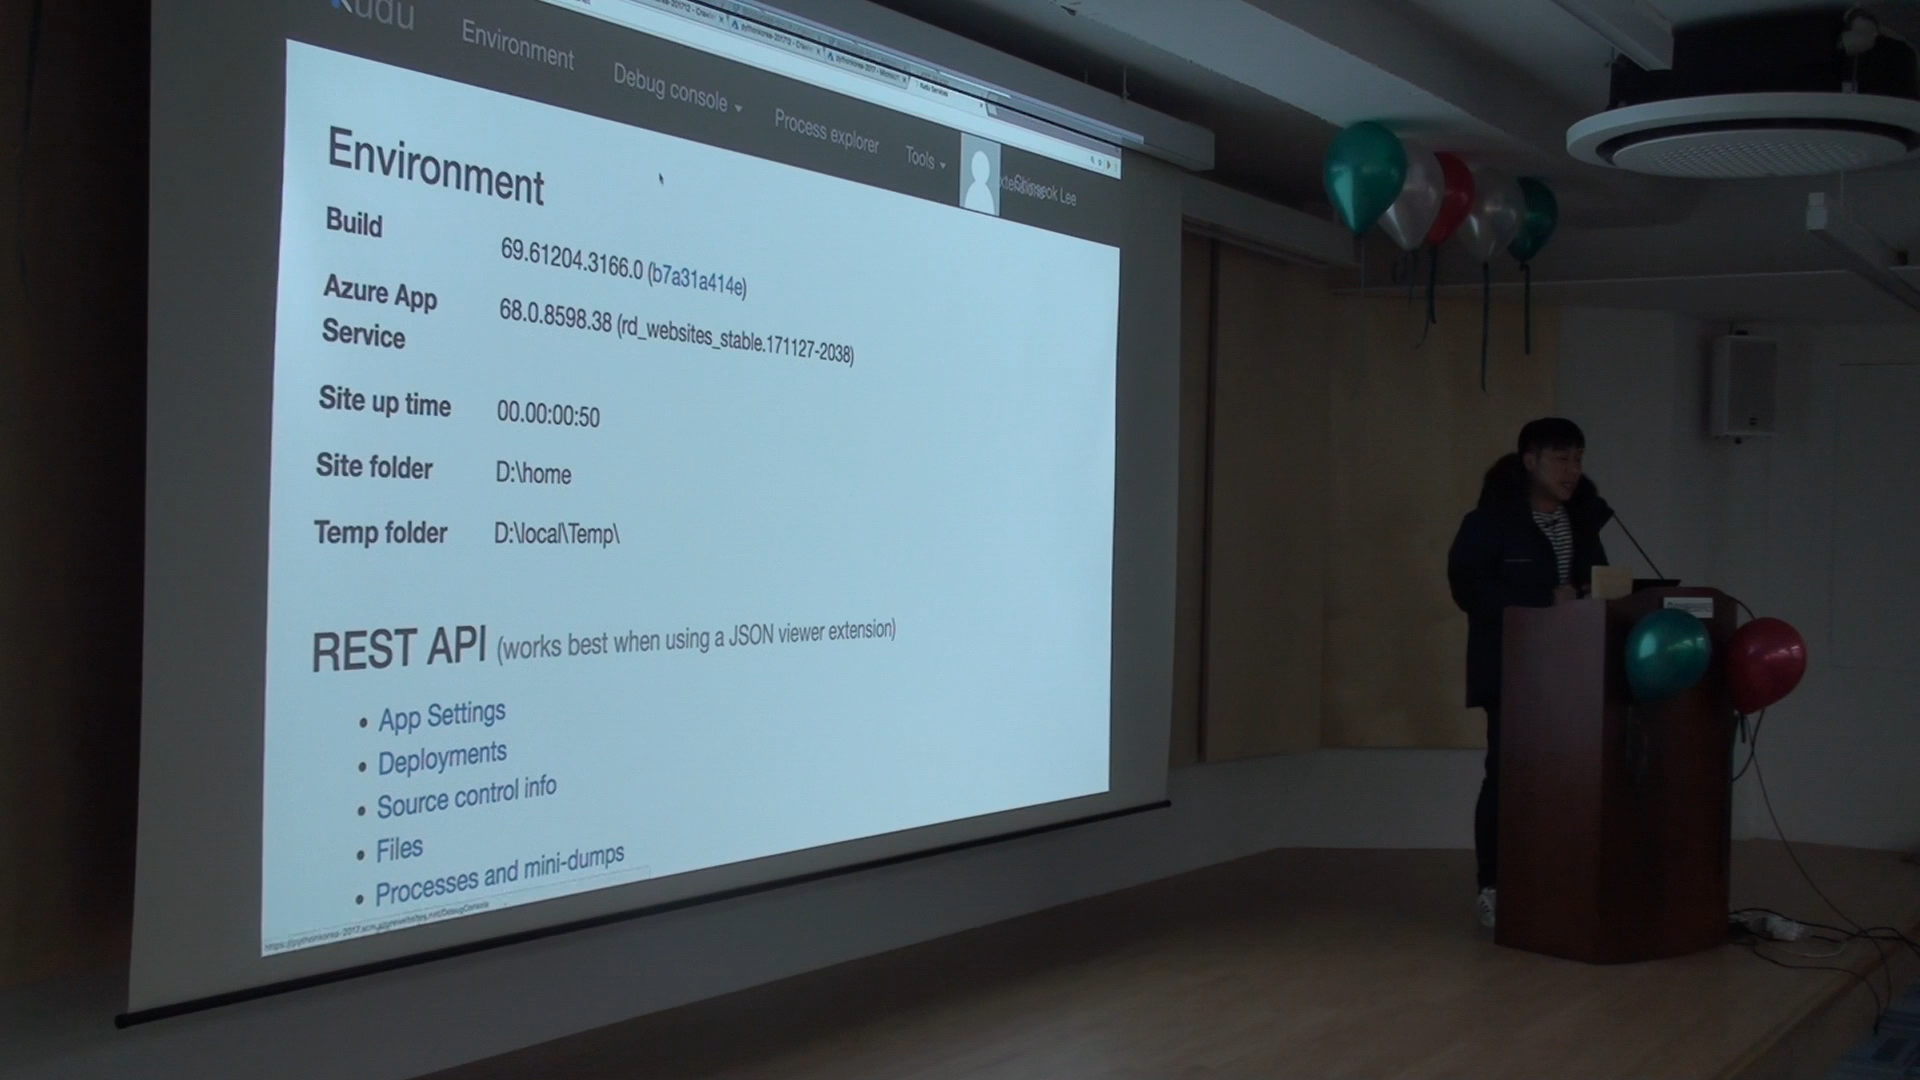 Kudu Environment Debug console Process explorer Tools
Environment
Build 69.61204.3166.0 (b7a31a414e)
Azure App Service 68.0.8598.38 (rd_websites_stable.171127-2038)
Site up time 00.00:00:50
Site folder D:\home
Temp folder D:\local\Temp\
REST API (works best when using a JSON viewer extension)
• App Settings
• Deployments
• Source control info
• Files
• Processes and mini-dumps